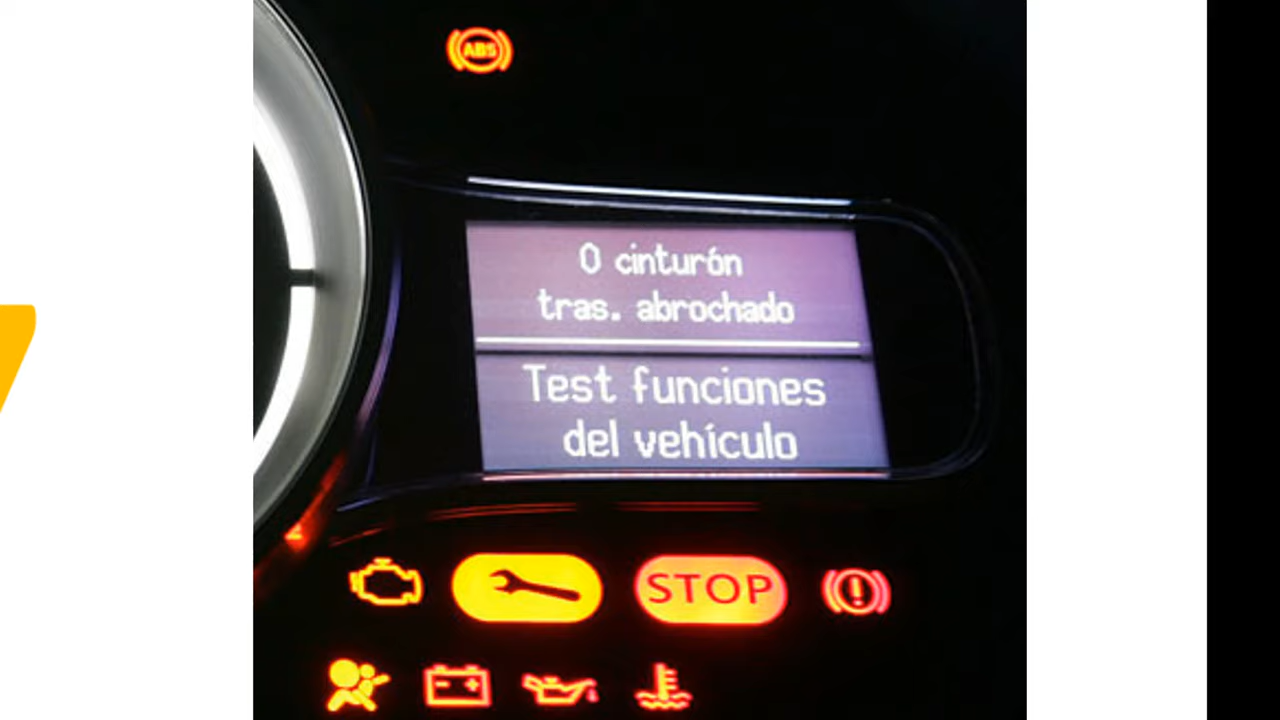 ABS
0 cinturón
tras. abrochado
Test funciones
del vehículo
STOP